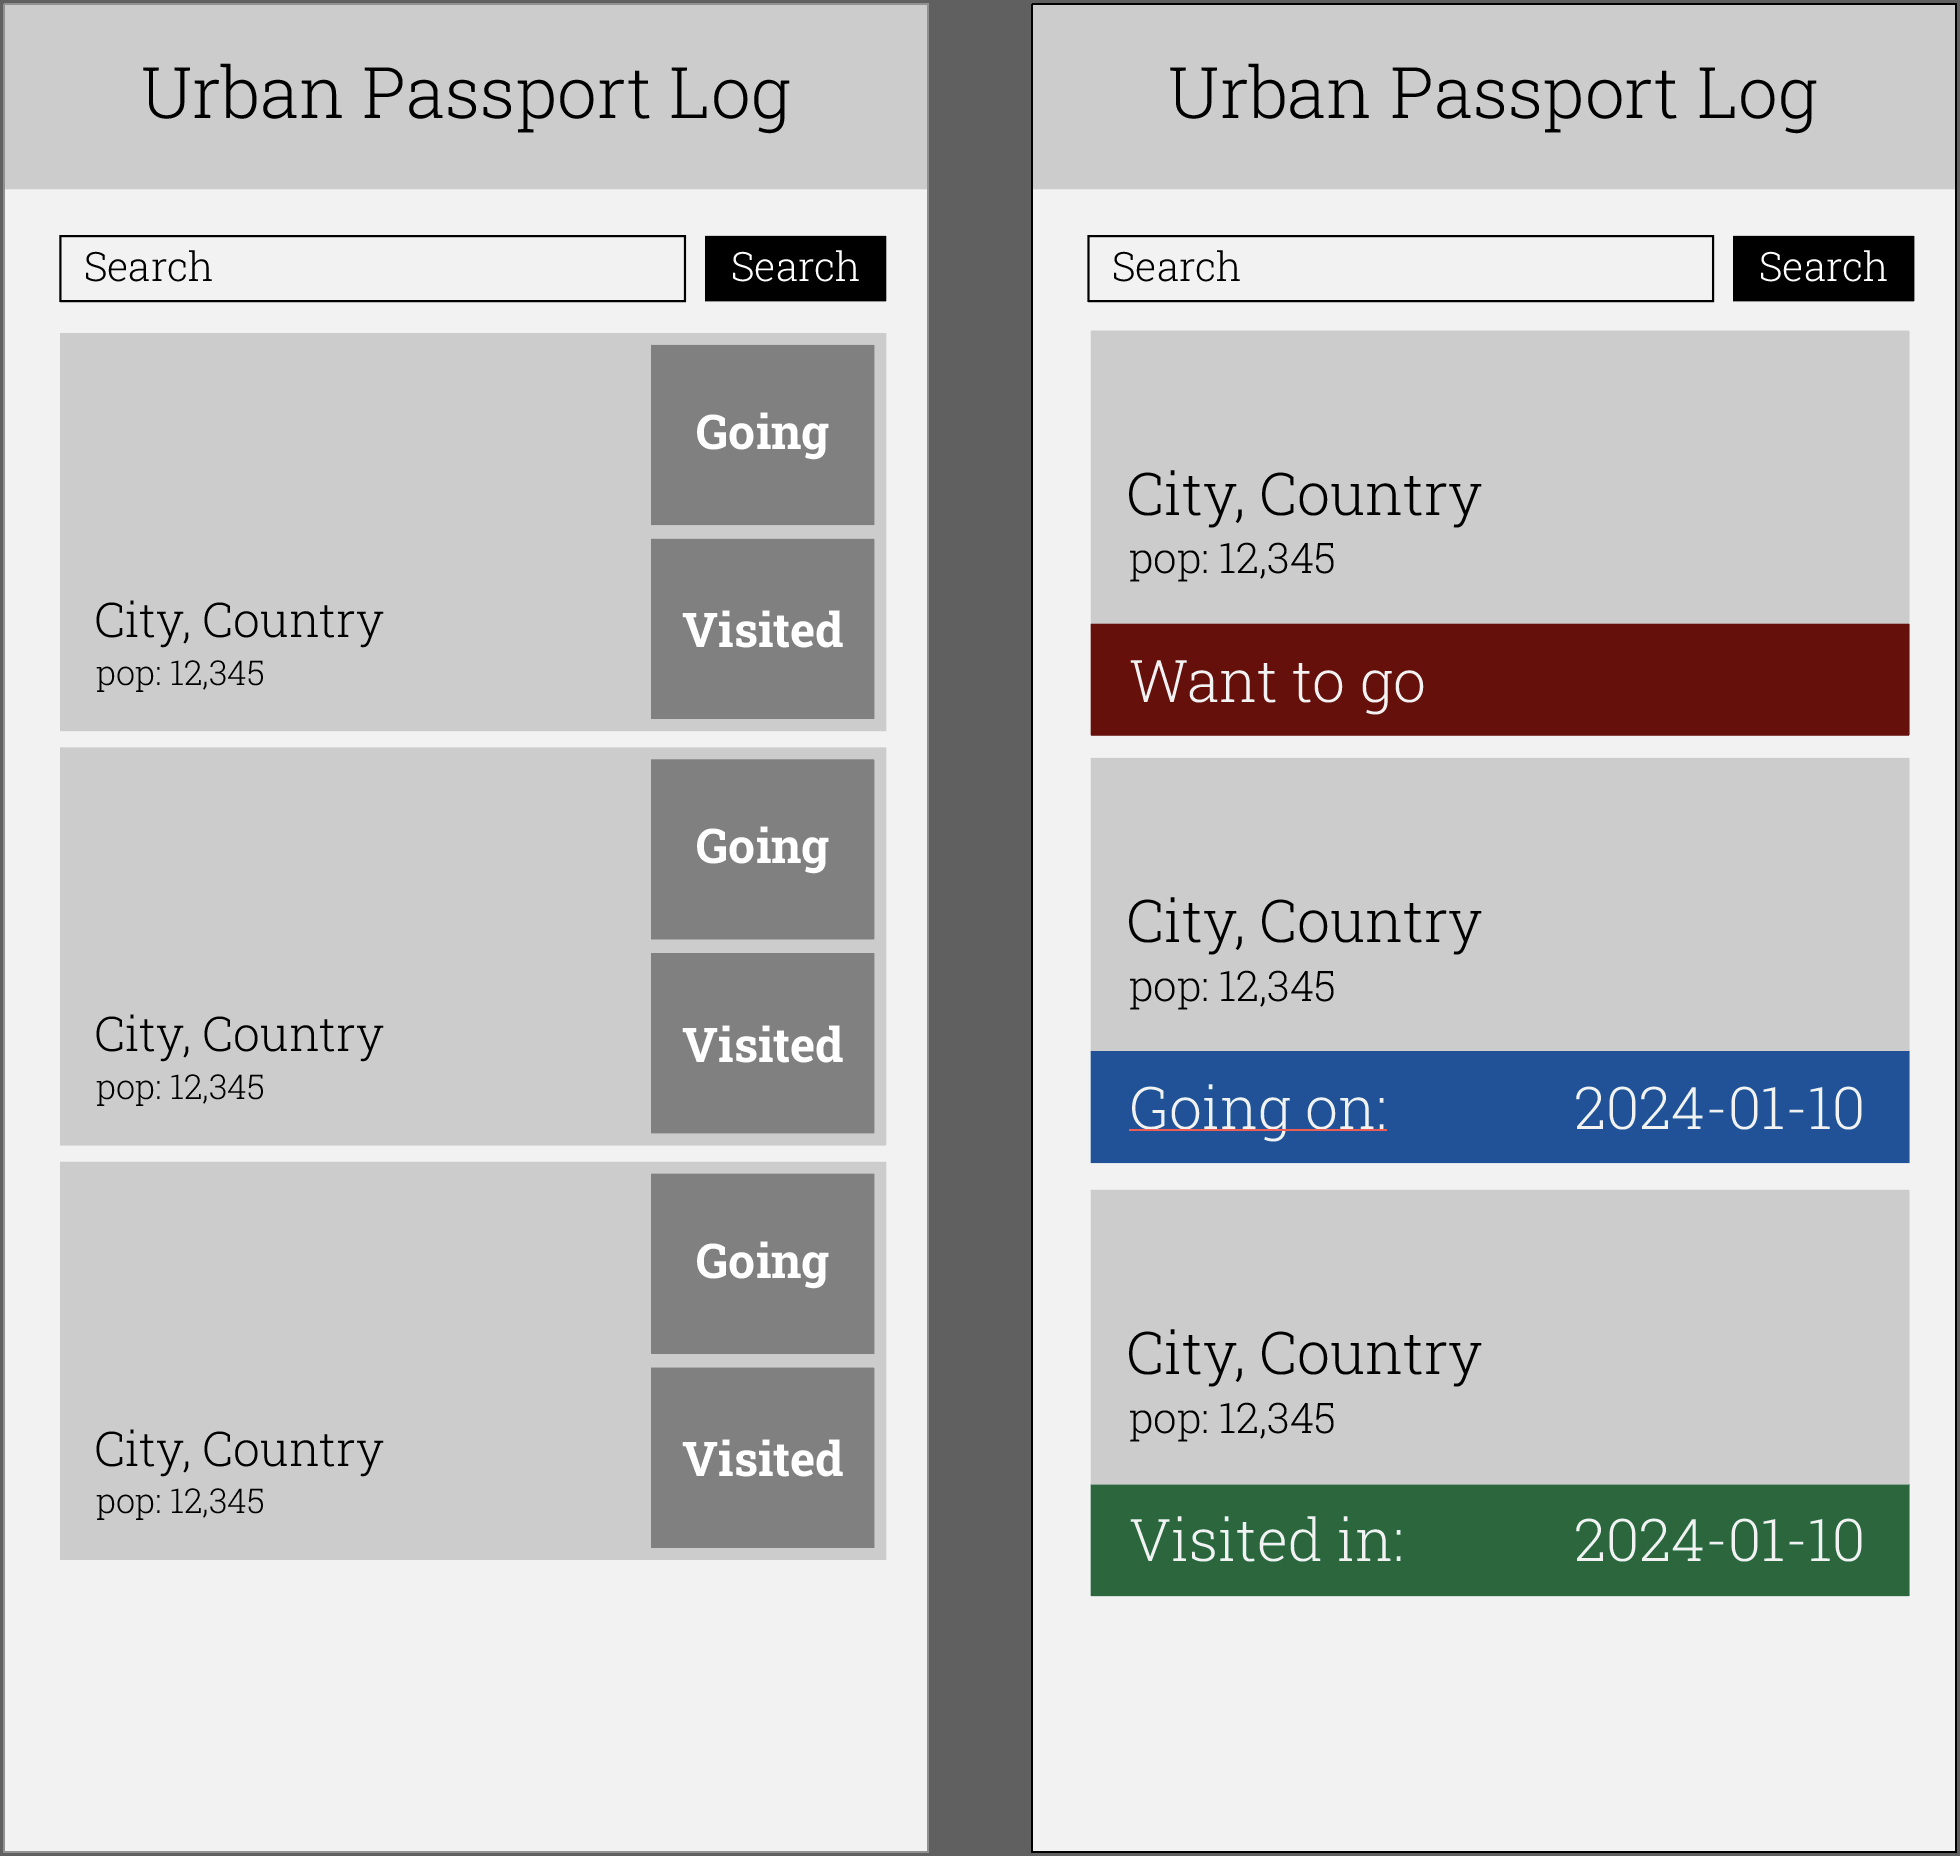 Urban Passport Log
Search
Search
Going
Visited
City, Country
pop: 12,345
Going
Visited
City, Country
pop: 12,345
Going
Visited
City, Country
pop: 12,345
Urban Passport Log
Search
Search
City, Country
pop: 12,345
Want to go
City, Country
pop: 12,345
Going on:
2024-01-10
City, Country
pop: 12,345
Visited in:
2024-01-10